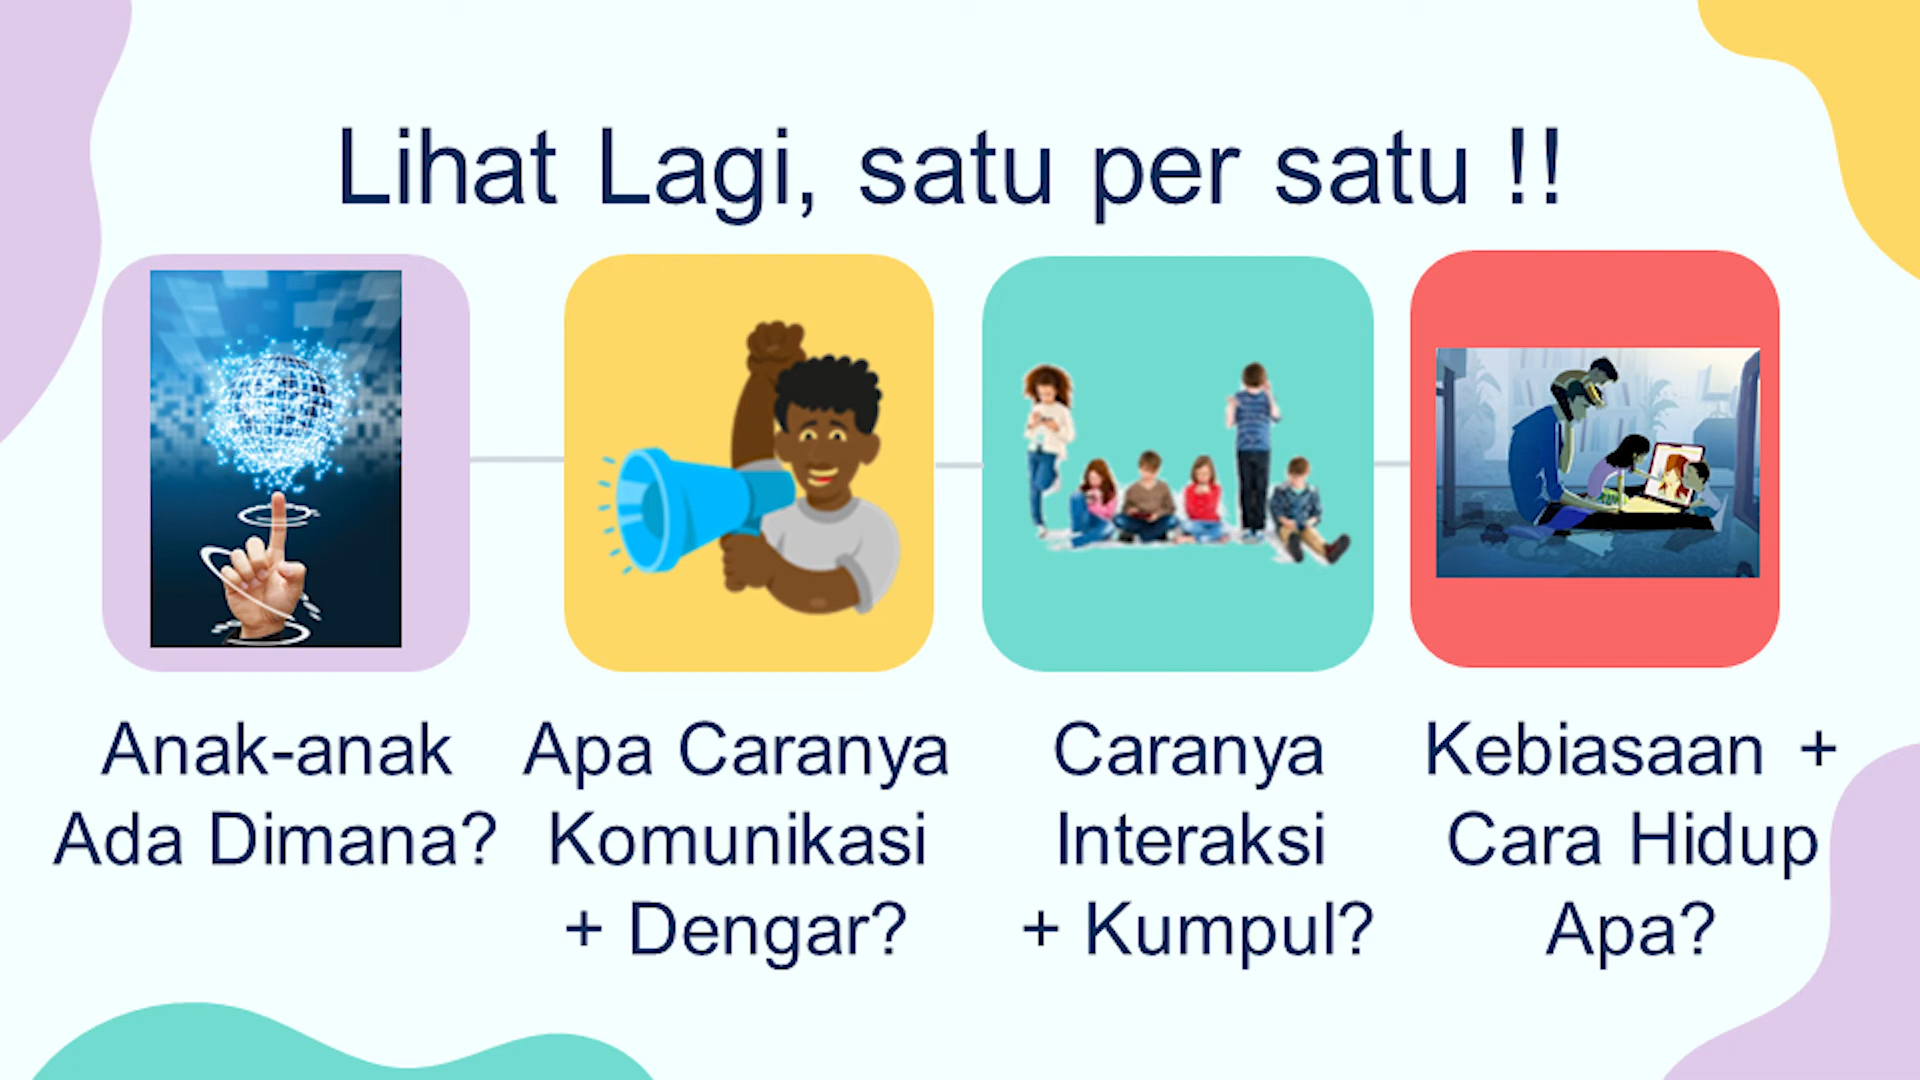 Lihat Lagi, satu per satu !!
Anak-anak
Ada Dimana?
Apa Caranya
Komunikasi
+ Dengar?
Caranya
Interaksi
+ Kumpul?
Kebiasaan +
Cara Hidup
Apa?